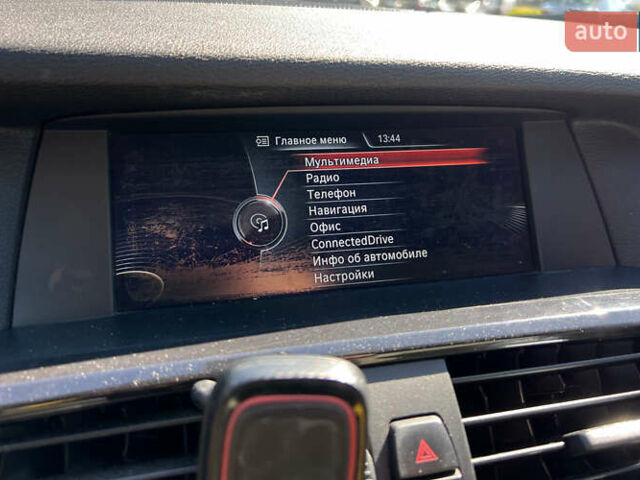 auto
Главное меню 13:44
Мультимедиа
Радио
Телефон
Навигация
Офис
ConnectedDrive
Инфо об автомобиле
Настройки